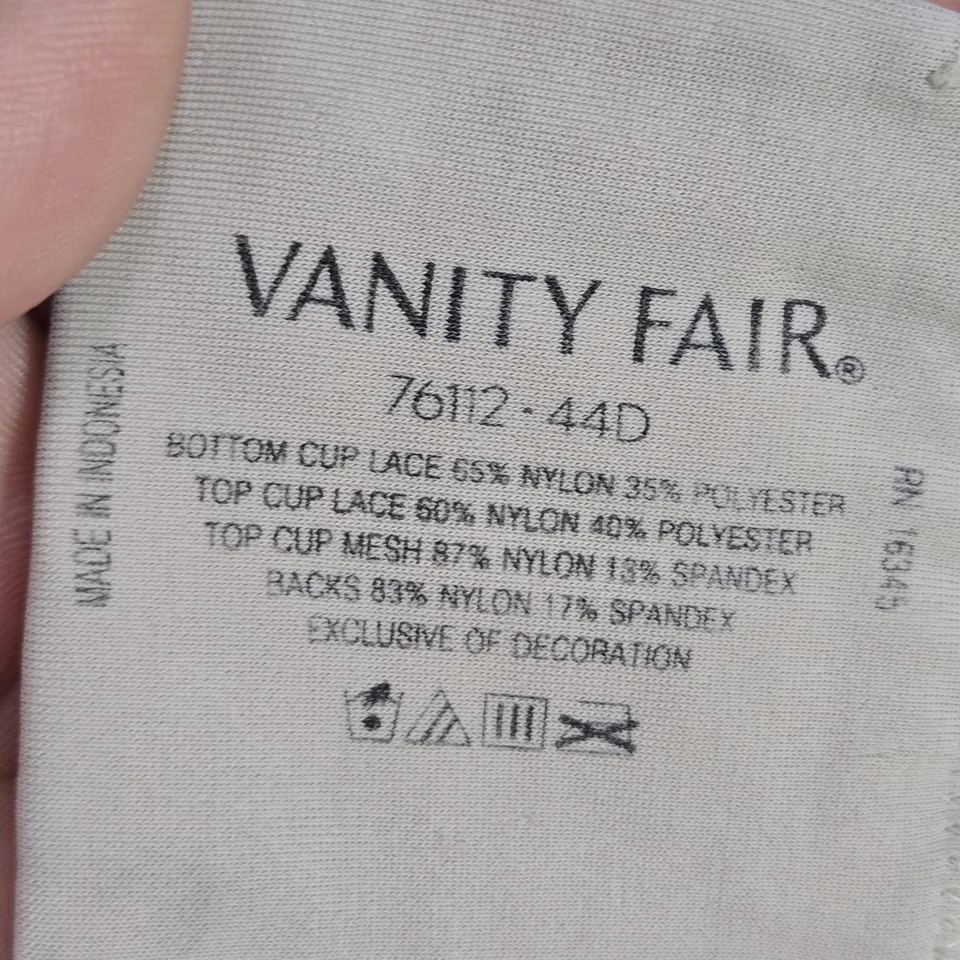 VANITY FAIR®
76112 - 44D
BOTTOM CUP LACE 65% NYLON 35% POLYESTER
TOP CUP LACE 60% NYLON 40% POLYESTER
TOP CUP MESH 87% NYLON 13% SPANDEX
BACKS 83% NYLON 17% SPANDEX
EXCLUSIVE OF DECORATION
MADE IN INDONESIA
RN